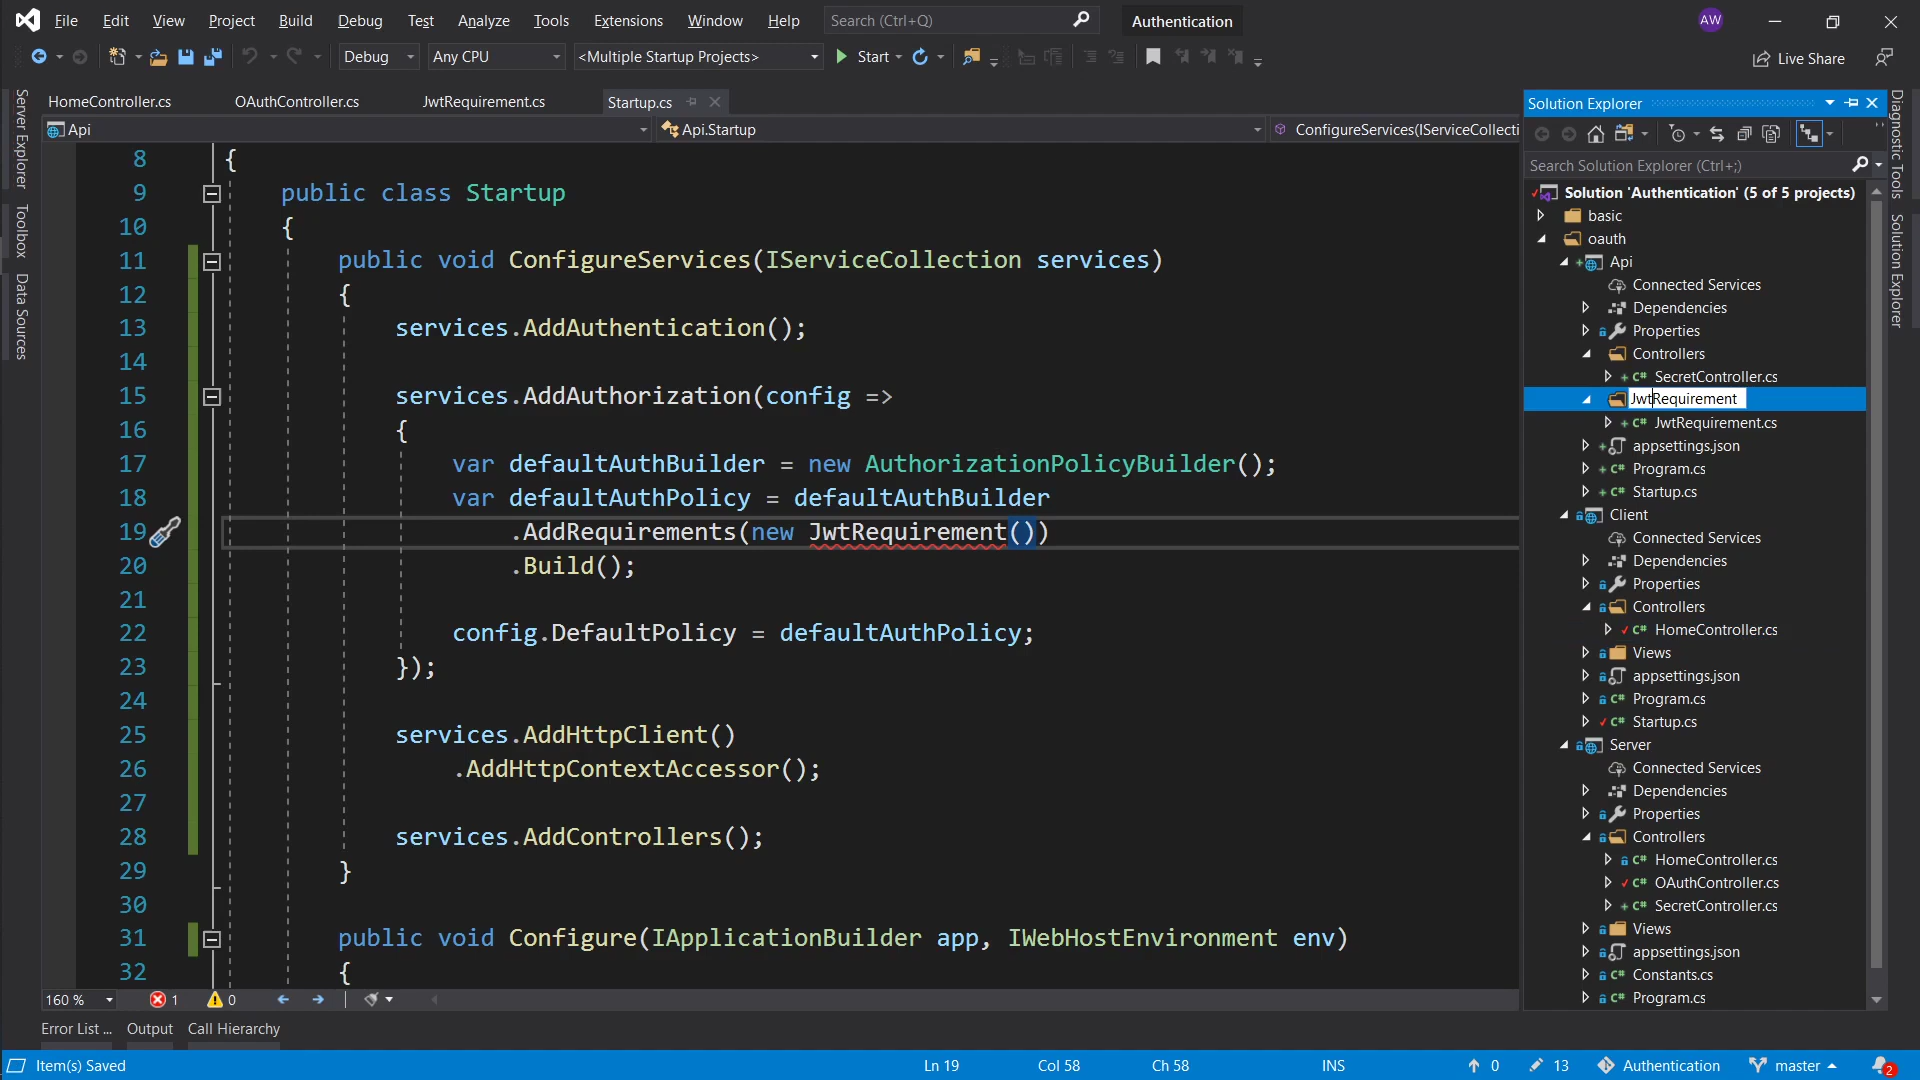 File Edit View Project Build Debug Test Analyze Tools Extensions Window Help Search (Ctrl+Q) Authentication AW
Debug Any CPU <Multiple Startup Projects> Start Live Share
HomeController.cs OAuthController.cs JwtRequirement.cs Startup.cs
Api Api.Startup ConfigureServices(IServiceCollecti
Server Explorer
Toolbox
Data Sources
8 {
9 public class Startup
10 {
11 public void ConfigureServices(IServiceCollection services)
12 {
13 services.AddAuthentication();
14
15 services.AddAuthorization(config =>
16 {
17 var defaultAuthBuilder = new AuthorizationPolicyBuilder();
18 var defaultAuthPolicy = defaultAuthBuilder
19 .AddRequirements(new JwtRequirement())
20 .Build();
21
22 config.DefaultPolicy = defaultAuthPolicy;
23 });
24
25 services.AddHttpClient()
26 .AddHttpContextAccessor();
27
28 services.AddControllers();
29 }
30
31 public void Configure(IApplicationBuilder app, IWebHostEnvironment env)
32 {
160 % 1 0
Error List ... Output Call Hierarchy
Solution Explorer
Search Solution Explorer (Ctrl+;)
Solution 'Authentication' (5 of 5 projects)
basic
oauth
Api
Connected Services
Dependencies
Properties
Controllers
C# SecretController.cs
JwtRequirement
C# JwtRequirement.cs
appsettings.json
C# Program.cs
C# Startup.cs
Client
Connected Services
Dependencies
Properties
Controllers
C# HomeController.cs
Views
appsettings.json
C# Program.cs
C# Startup.cs
Server
Connected Services
Dependencies
Properties
Controllers
C# HomeController.cs
C# OAuthController.cs
C# SecretController.cs
Views
appsettings.json
C# Constants.cs
C# Program.cs
Diagnostic Tools
Solution Explorer
Item(s) Saved Ln 19 Col 58 Ch 58 INS 0 13 Authentication master 2